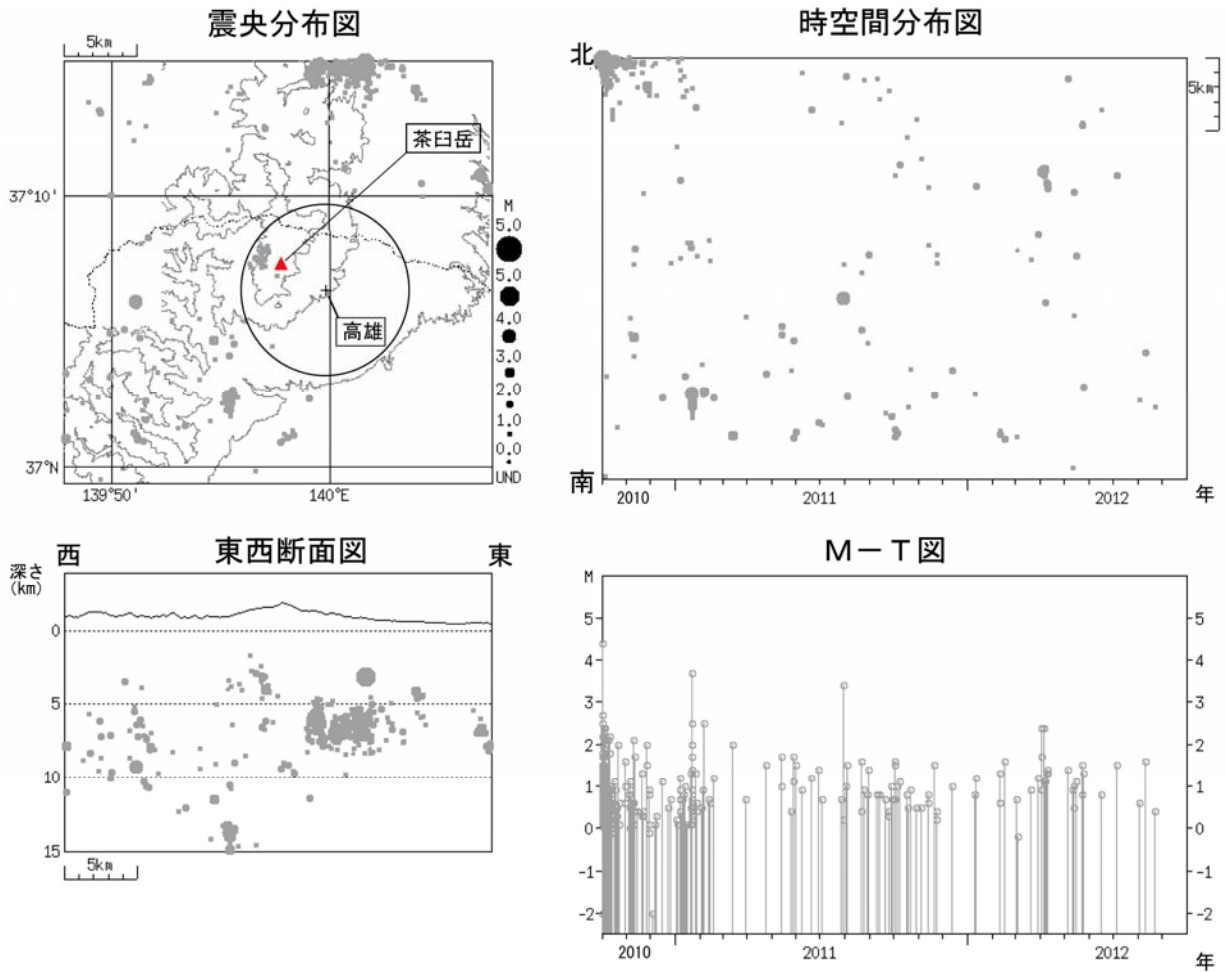 震央分布図
5km
茶臼岳
高雄
37°10'
37°N
139°50'
140°E
M
5.0
5.0
4.0
3.0
2.0
1.0
0.0
UND
時空間分布図
北
南
5km
2010
2011
2012
年
東西断面図
西
東
深さ
(km)
0
5
10
15
5km
M－T図
M
5
4
3
2
1
0
-1
-2
5
4
3
2
1
0
-1
-2
2010
2011
2012
年